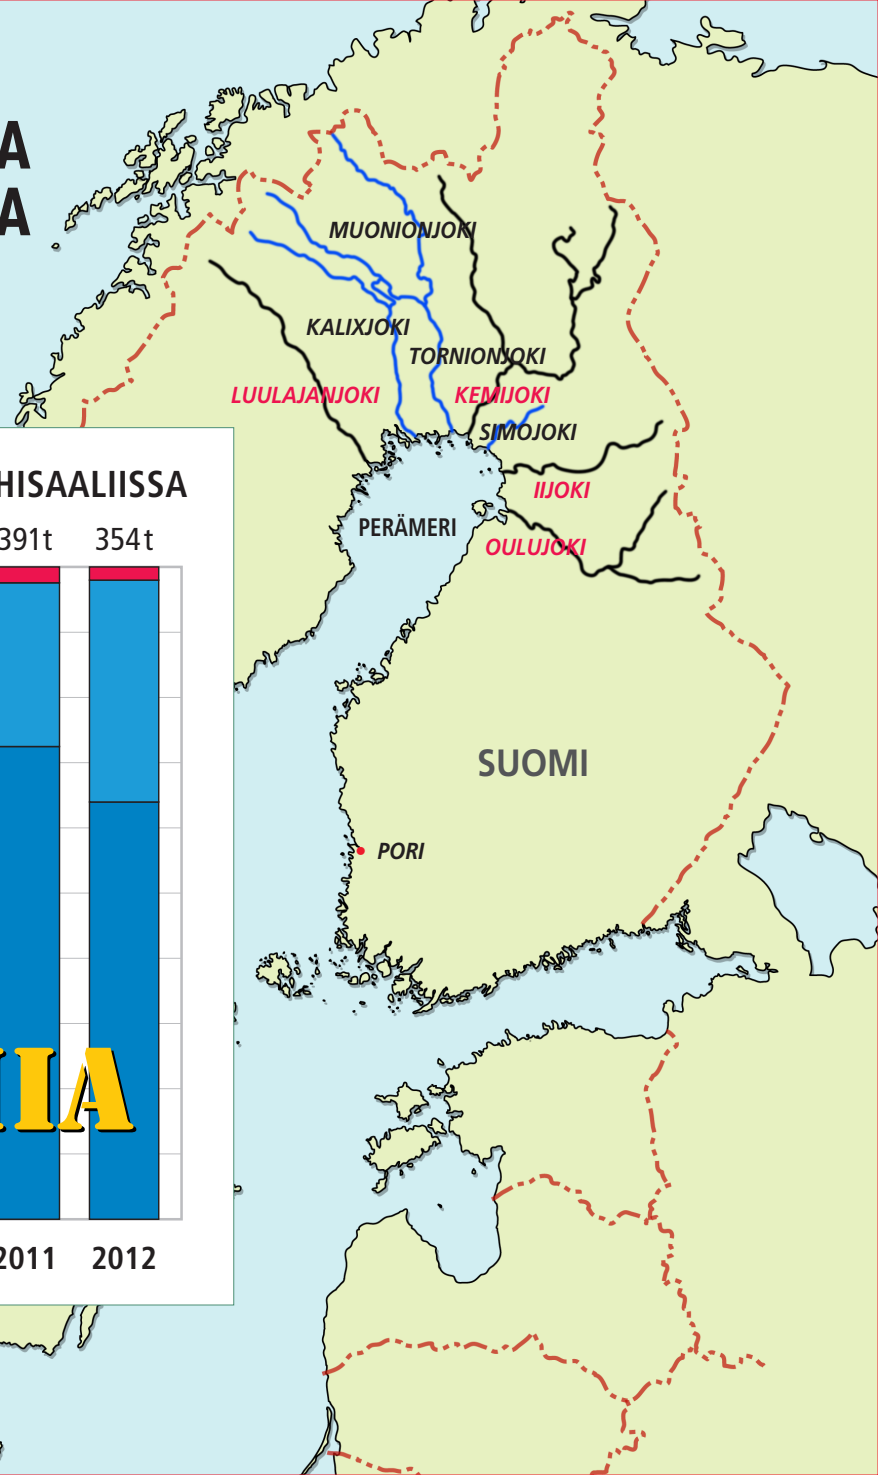 A
A
MUONIONJOKI
KALIXJOKI
TORNIONJOKI
LUULAJANJOKI
KEMIJOKI
SIMOJOKI
HISAALIISSA
IIJOKI
391t 354t
PERÄMERI
OULUJOKI
SUOMI
PORI
IIA
2011 2012